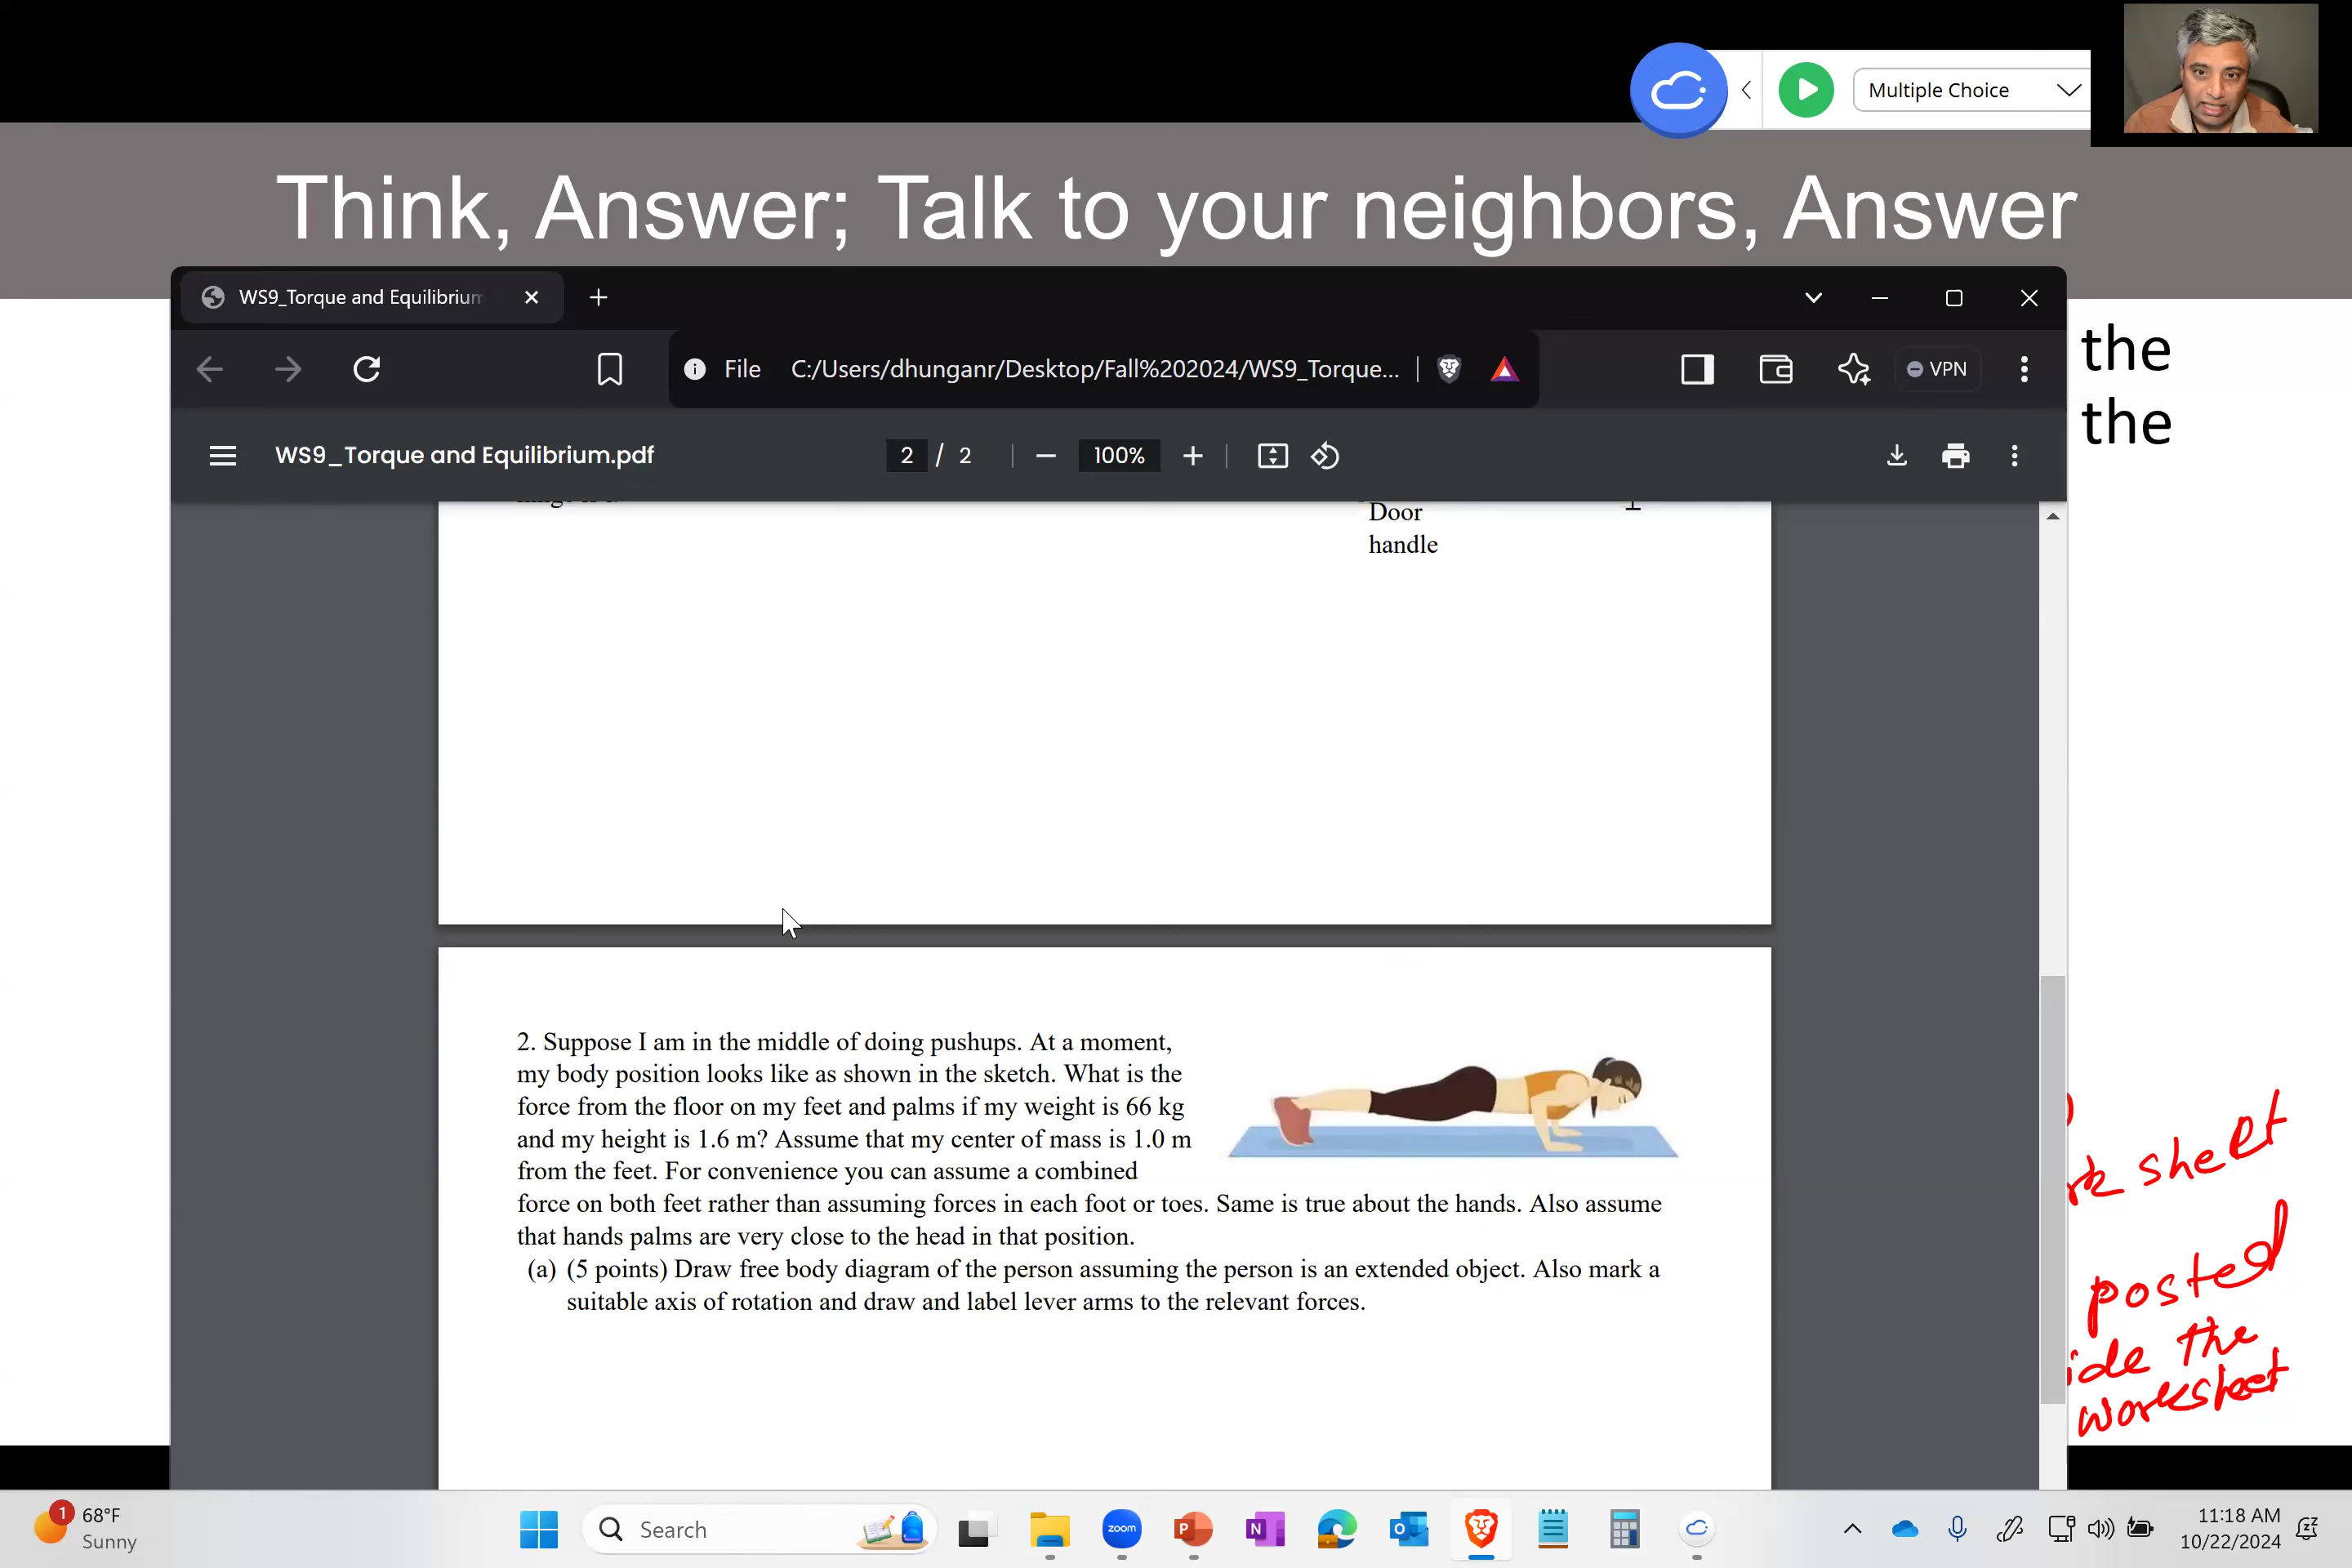 Multiple Choice
Think, Answer; Talk to your neighbors, Answer
WS9_Torque and Equilibrium
the
File C:/Users/dhunganr/Desktop/Fall%202024/WS9_Torque...
VPN
the
WS9_Torque and Equilibrium.pdf
2 / 2
100%
Door
handle
2. Suppose I am in the middle of doing pushups. At a moment,
my body position looks like as shown in the sketch. What is the
force from the floor on my feet and palms if my weight is 66 kg
and my height is 1.6 m? Assume that my center of mass is 1.0 m
from the feet. For convenience you can assume a combined
force on both feet rather than assuming forces in each foot or toes. Same is true about the hands. Also assume
that hands palms are very close to the head in that position.
(a) (5 points) Draw free body diagram of the person assuming the person is an extended object. Also mark a
suitable axis of rotation and draw and label lever arms to the relevant forces.
sheet
posted
ide the
worksheet
1
68°F
Sunny
Search
zoom
11:18 AM
10/22/2024